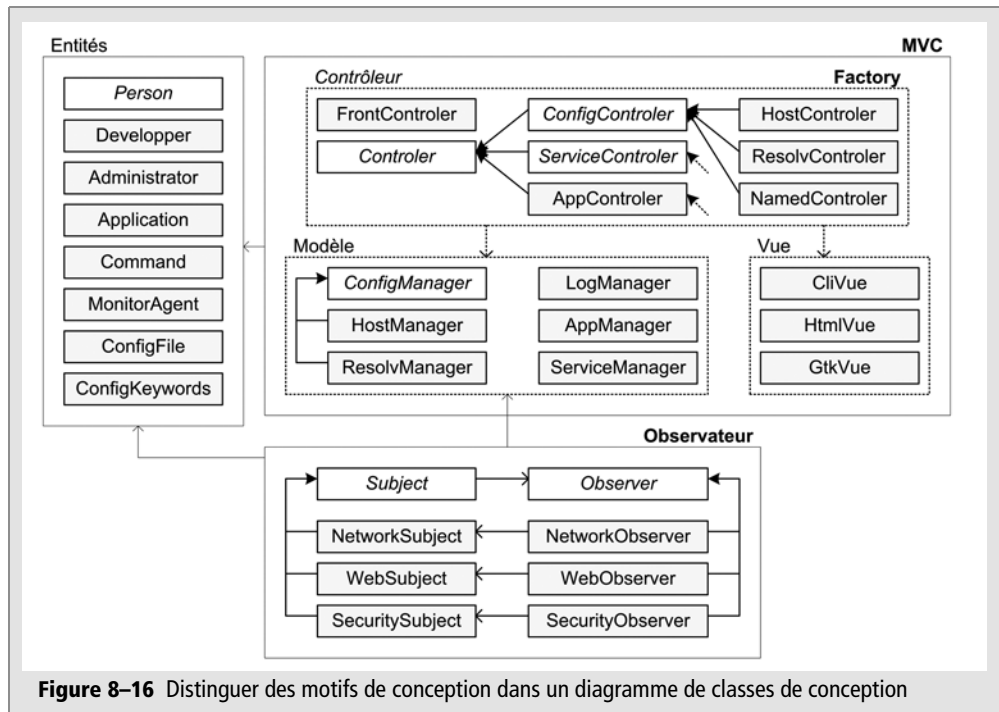 Entités
MVC
Person
Developper
Administrator
Application
Command
MonitorAgent
ConfigFile
ConfigKeywords
Contrôleur
Factory
FrontControler
ConfigControler
HostControler
Controler
ServiceControler
ResolvControler
AppControler
NamedControler
Modèle
ConfigManager
LogManager
HostManager
AppManager
ResolvManager
ServiceManager
Vue
CliVue
HtmlVue
GtkVue
Observateur
Subject
Observer
NetworkSubject
NetworkObserver
WebSubject
WebObserver
SecuritySubject
SecurityObserver
Figure 8–16 Distinguer des motifs de conception dans un diagramme de classes de conception